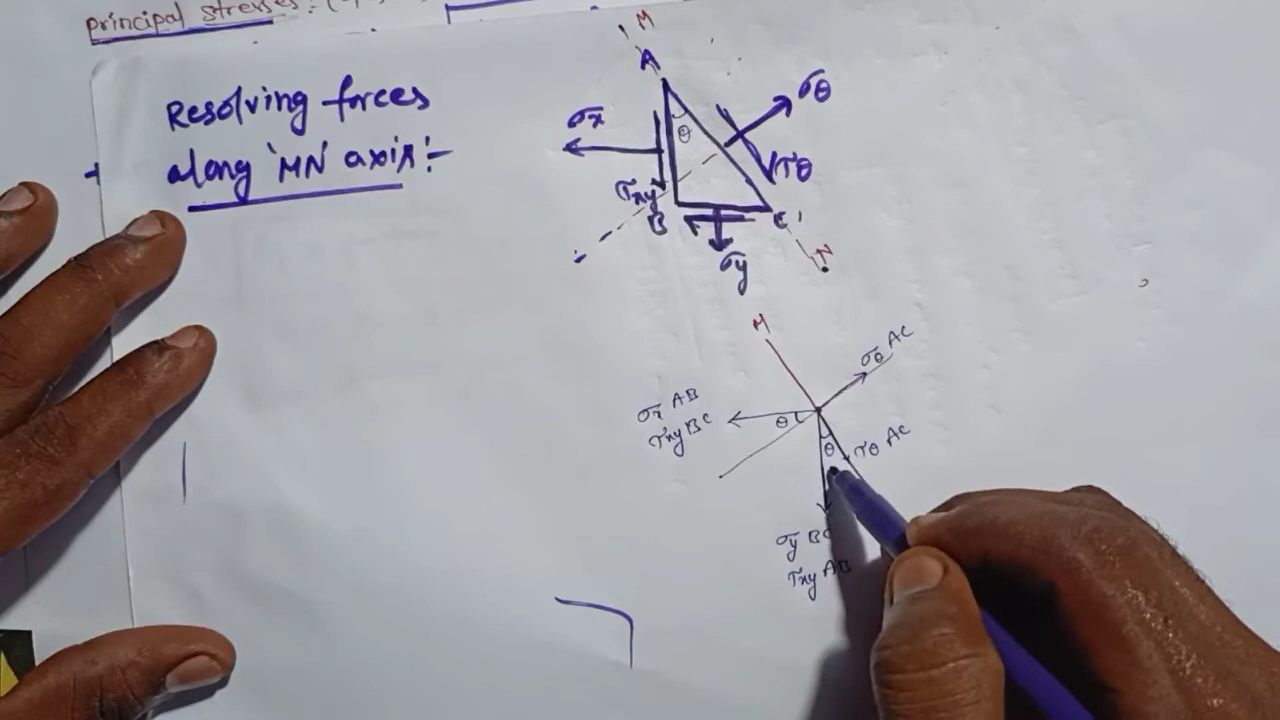 principal stresses :
Resolving forces
along 'MN' axis :-
M
A
σx
θ
σθ
τθ
τxy
B
C
σy
N
M
σθ AC
σx AB
τxy BC
θ
θ
τθ AC
σy BC
τxy AB